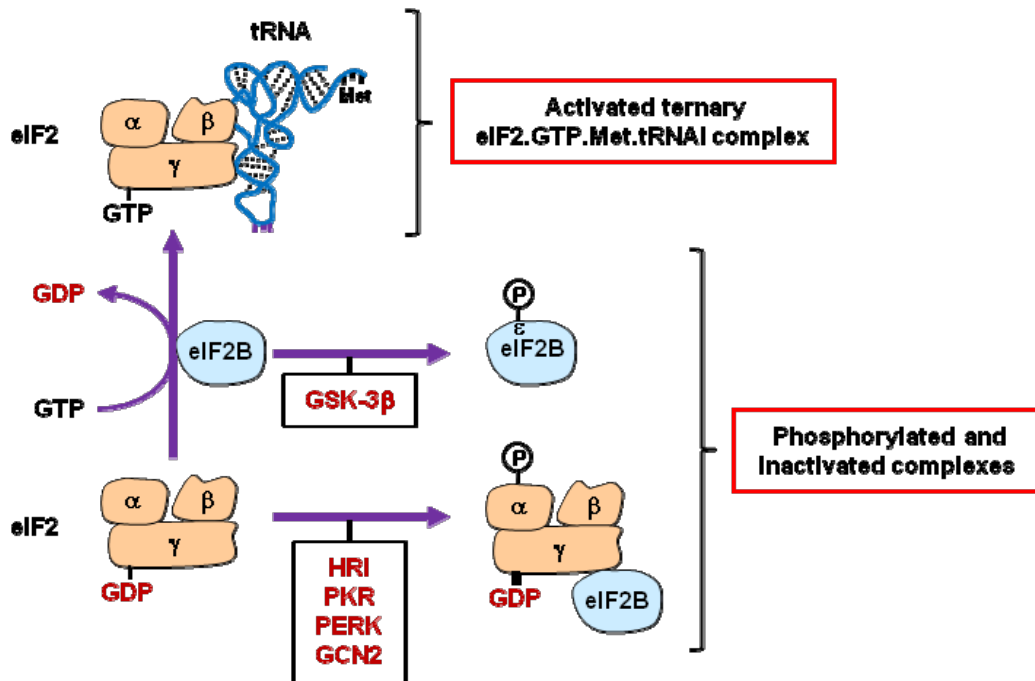 tRNA
Met
eIF2
α
β
γ
GTP
Activated ternary
eIF2.GTP.Met.tRNAI complex
GDP
eIF2B
GTP
GSK-3β
P
ε
eIF2B
Phosphorylated and
Inactivated complexes
eIF2
α
β
γ
GDP
HRI
PKR
PERK
GCN2
P
α
β
γ
GDP
eIF2B